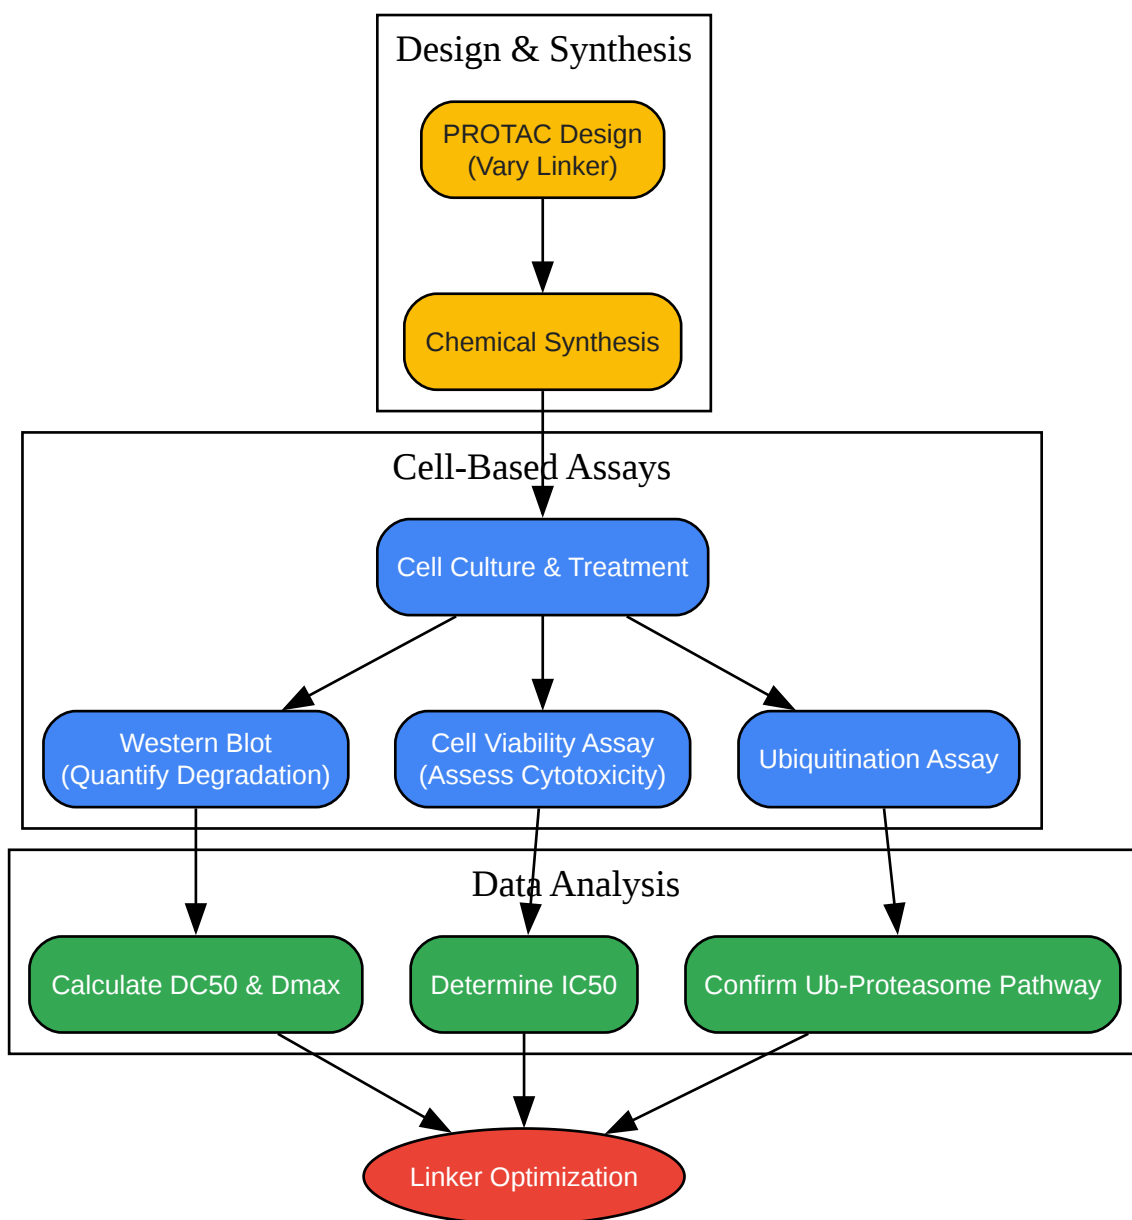 Design & Synthesis
PROTAC Design
(Vary Linker)
Chemical Synthesis
Cell-Based Assays
Cell Culture & Treatment
Western Blot
(Quantify Degradation)
Cell Viability Assay
(Assess Cytotoxicity)
Ubiquitination Assay
Data Analysis
Calculate DC50 & Dmax
Determine IC50
Confirm Ub-Proteasome Pathway
Linker Optimization